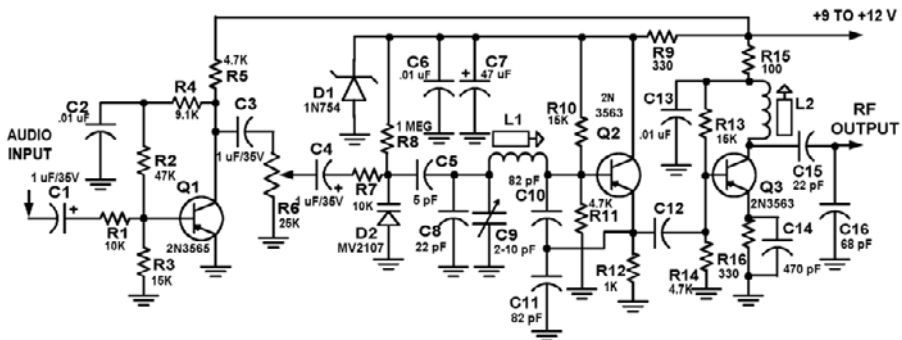 +9 TO +12 V
4.7K
R5
R4
9.1K
C2
.01 uF
C3
1 uF/35V
AUDIO
INPUT
1 uF/35V
C1
R1
10K
R2
47K
R3
15K
Q1
2N3565
R6
25K
C4
1 uF/35V
D1
1N754
C6
.01 uF
C7
47 uF
1 MEG
R8
R7
10K
D2
MV2107
C5
5 pF
L1
C8
22 pF
C9
2-10 pF
82 pF
C10
C11
82 pF
R10
15K
2N
3563
Q2
4.7K
R11
R12
1K
C12
R9
330
R15
100
C13
.01 uF
R13
15K
L2
RF
OUTPUT
C15
22 pF
Q3
2N3563
R14
4.7K
R16
330
C14
470 pF
C16
68 pF